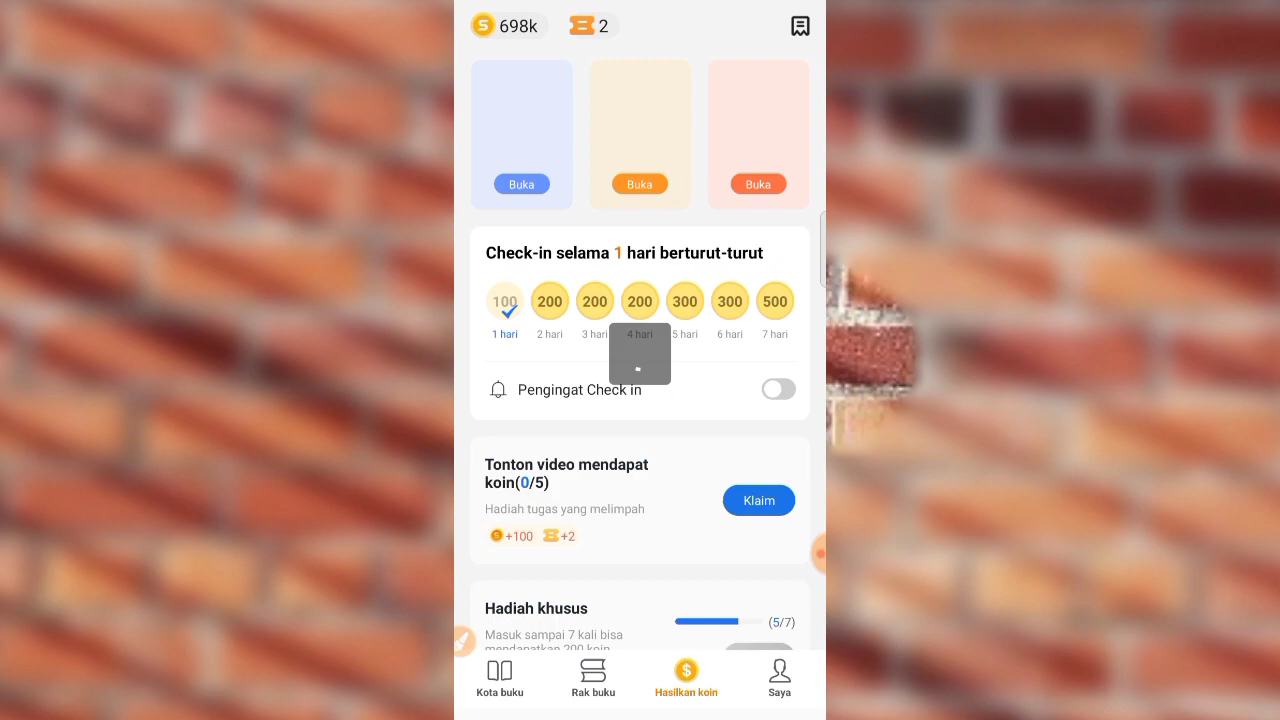 698k
2
Buka
Buka
Buka
Check-in selama 1 hari berturut-turut
100 200 200 200 300 300 500
1 hari 2 hari 3 hari 4 hari 5 hari 6 hari 7 hari
Pengingat Check in
Tonton video mendapat
koin(0/5)
Klaim
Hadiah tugas yang melimpah
+100 +2
Hadiah khusus
(5/7)
Masuk sampai 7 kali bisa
mendapatkan 200 koin
Kota buku Rak buku Hasilkan koin Saya